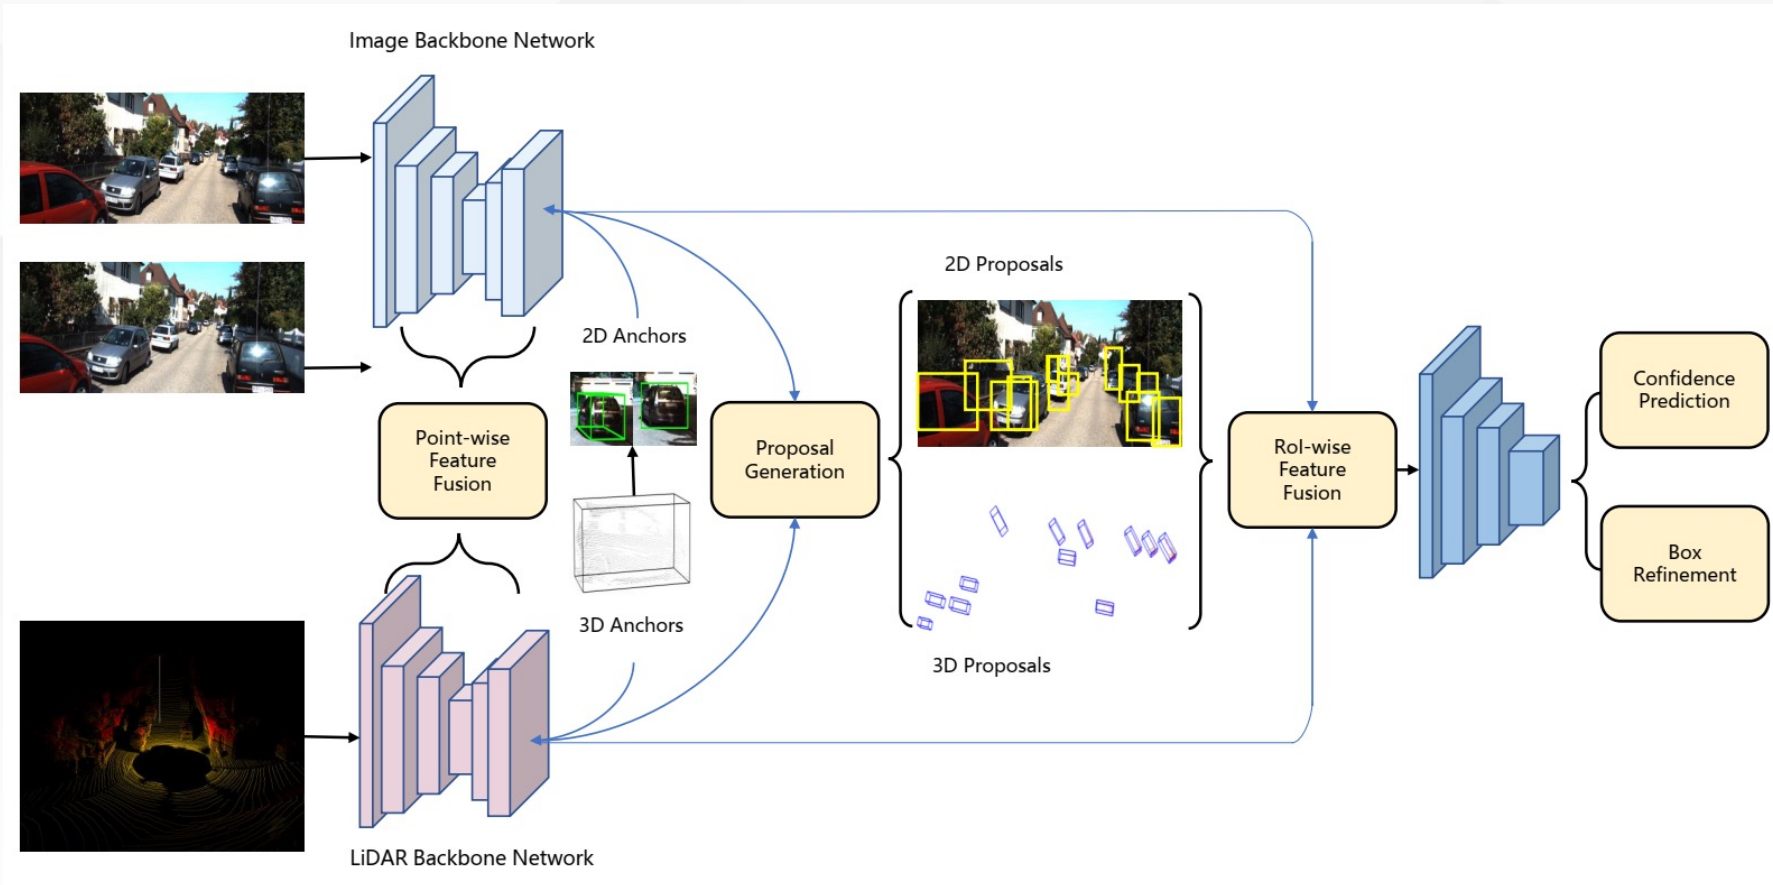 Image Backbone Network
2D Anchors
Point-wise
Feature
Fusion
3D Anchors
LiDAR Backbone Network
Proposal
Generation
2D Proposals
3D Proposals
RoI-wise
Feature
Fusion
Confidence
Prediction
Box
Refinement